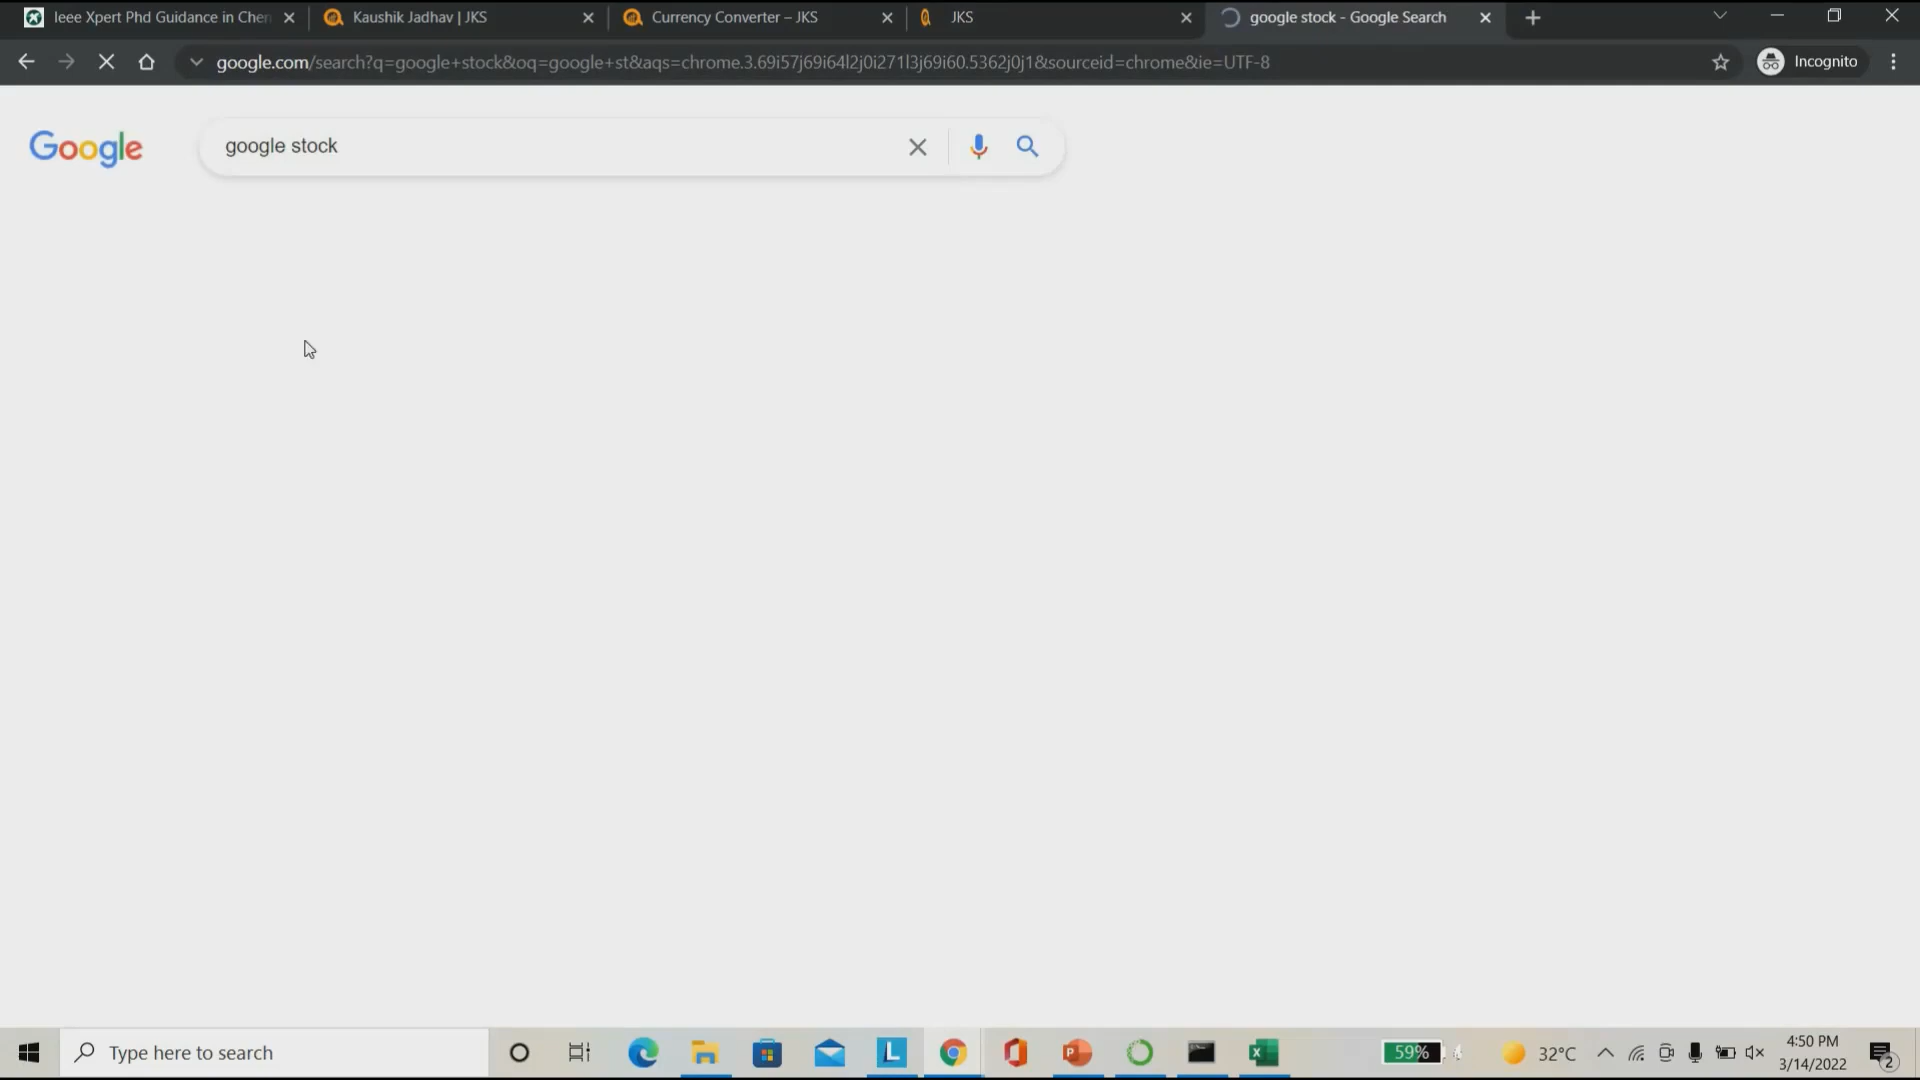 Ieee Xpert Phd Guidance in Chen
Kaushik Jadhav | JKS
Currency Converter – JKS
JKS
google stock - Google Search
google.com/search?q=google+stock&oq=google+st&aqs=chrome.3.69i57j69i64l2j0i271l3j69i60.5362j0j1&sourceid=chrome&ie=UTF-8
Incognito
Google
google stock
Type here to search
L
P
X
59%
32°C
4:50 PM
3/14/2022
2